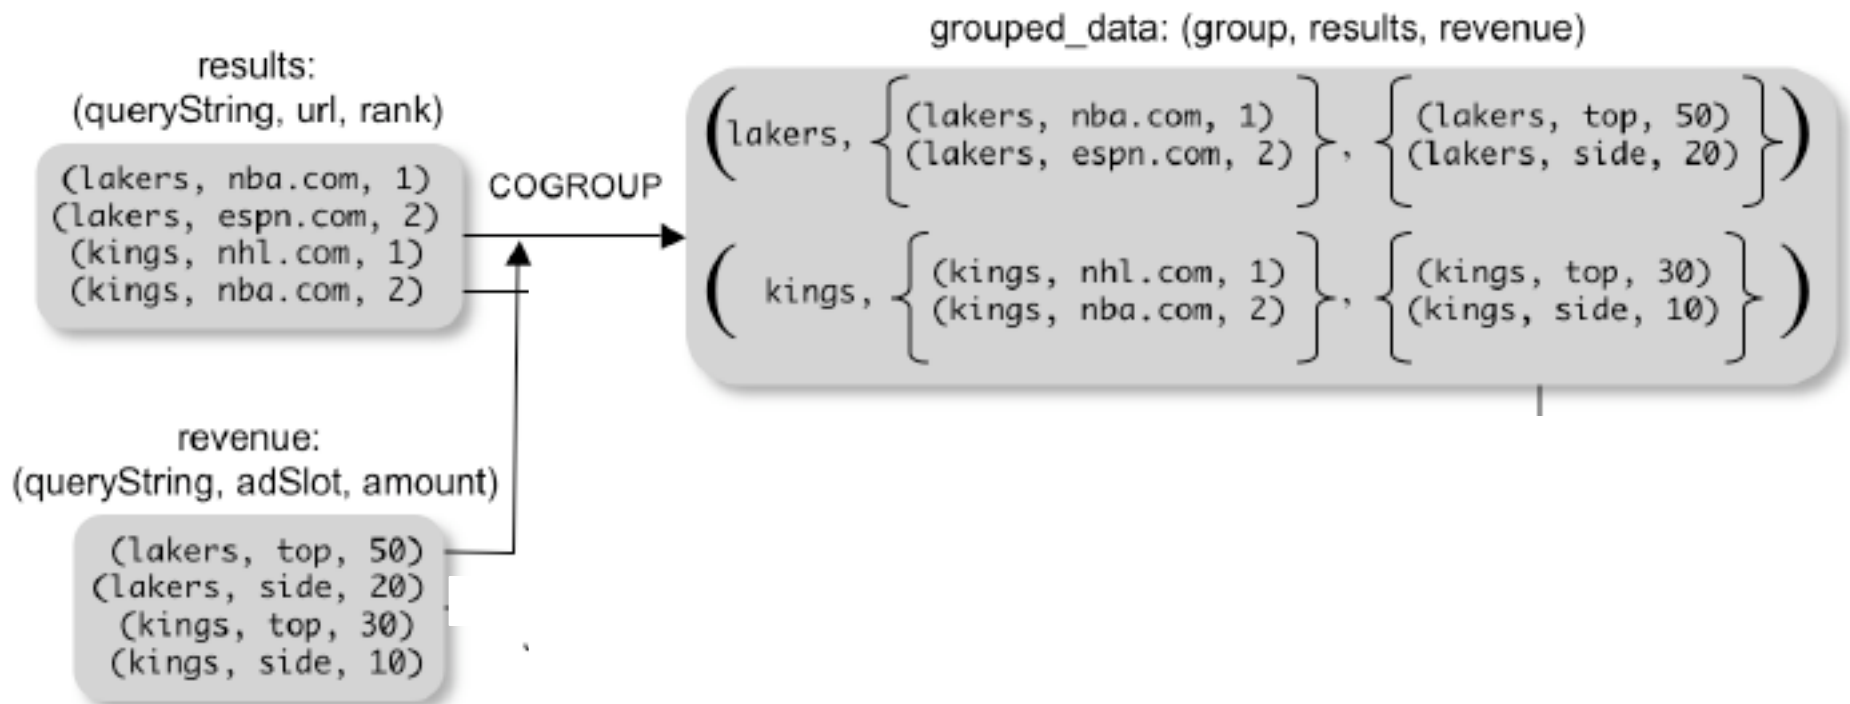 results:
(queryString, url, rank)
(lakers, nba.com, 1)
(lakers, espn.com, 2)
(kings, nhl.com, 1)
(kings, nba.com, 2)
COGROUP
revenue:
(queryString, adSlot, amount)
(lakers, top, 50)
(lakers, side, 20)
(kings, top, 30)
(kings, side, 10)
grouped_data: (group, results, revenue)
(lakers, { (lakers, nba.com, 1) }, { (lakers, top, 50) })
(lakers, espn.com, 2) (lakers, side, 20)
( kings, { (kings, nhl.com, 1) }, { (kings, top, 30) } )
(kings, nba.com, 2) (kings, side, 10)